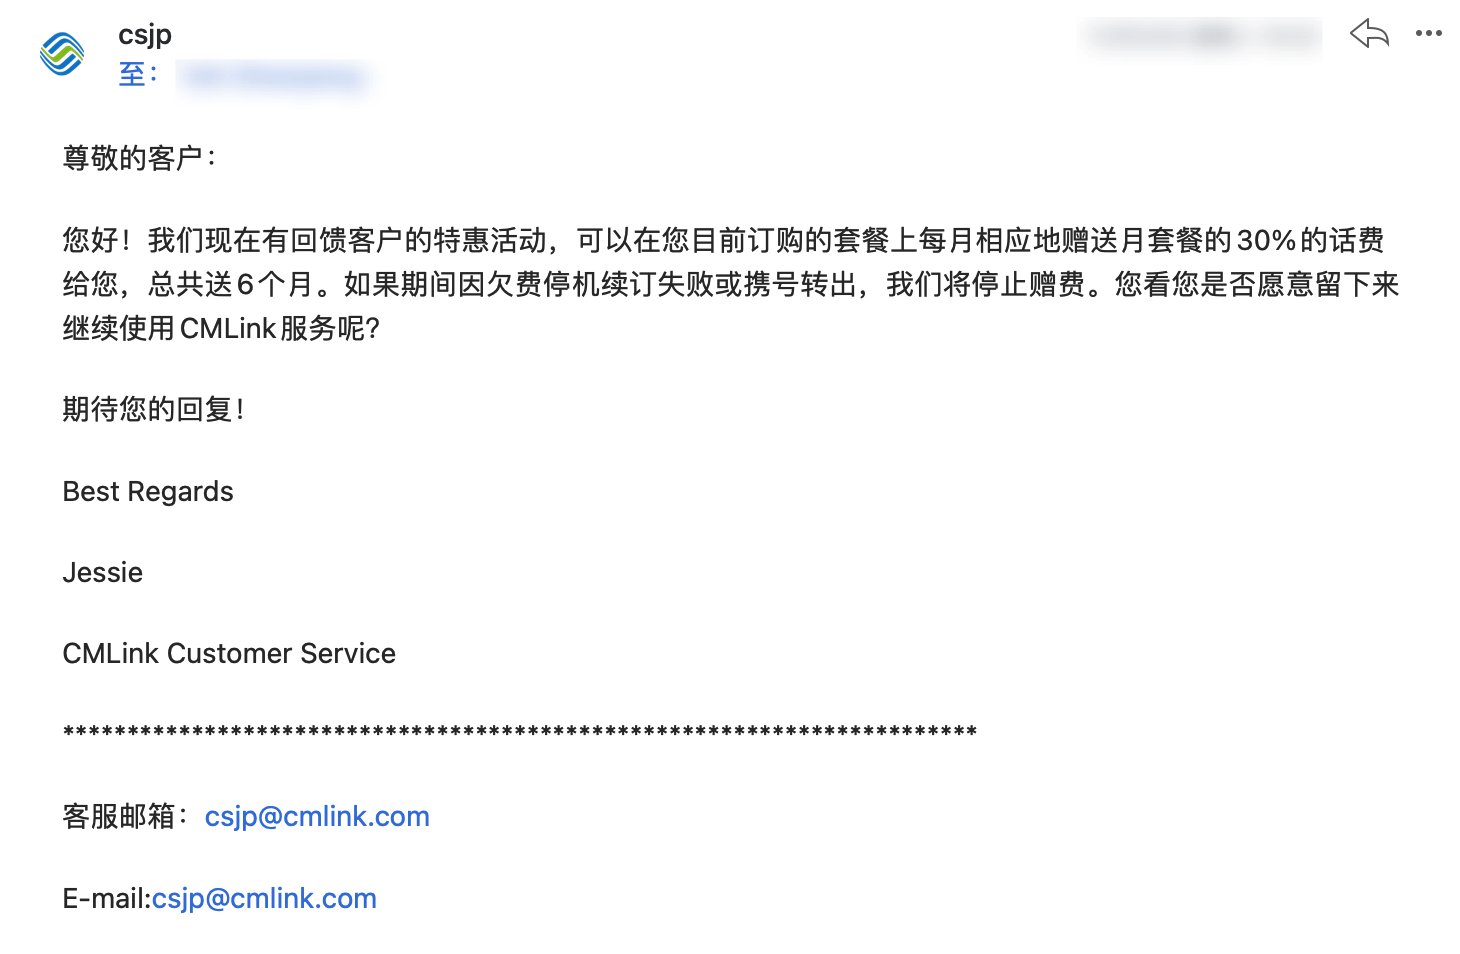 csjp
至：
尊敬的客户：
您好！我们现在有回馈客户的特惠活动，可以在您目前订购的套餐上每月相应地赠送月套餐的30%的话费
给您，总共送6个月。如果期间因欠费停机续订失败或携号转出，我们将停止赠费。您看您是否愿意留下来
继续使用CMLink服务呢？
期待您的回复！
Best Regards
Jessie
CMLink Customer Service
***********************************************************************
客服邮箱：csjp@cmlink.com
E-mail:csjp@cmlink.com